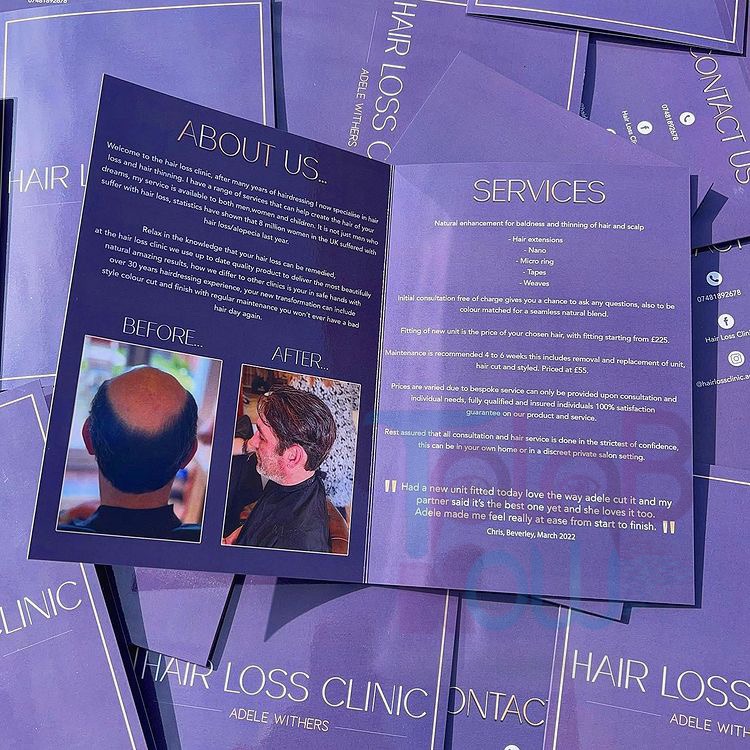 07481892678
HAIR LOSS C
ADELE WITHERS
CONTACT US
07481892678
Hair Loss
HAIR L
ABOUT US...
Welcome to the hair loss clinic, after many years of hairdressing I now specialise in hair
loss and hair thinning. I have a range of services that can help create the hair of your
dreams, my service is available to both men,women and children. It is not just men who
suffer with hair loss, statistics have shown that 8 million women in the UK suffered with
hair loss/alopecia last year.
Relax in the knowledge that your hair loss can be remedied,
at the hair loss clinic we use up to date quality product to deliver the most beautifully
natural amazing results, how we differ to other clinics is your in safe hands with
over 30 years hairdressing experience, your new transformation can include
style colour cut and finish with regular maintenance you won't ever have a bad
hair day again.
BEFORE...
AFTER...
SERVICES
Natural enhancement for baldness and thinning of hair and scalp
- Hair extensions
- Nano
- Micro ring
- Tapes
- Weaves
Initial consultation free of charge gives you a chance to ask any questions, also to be
colour matched for a seamless natural blend.
Fitting of new unit is the price of your chosen hair, with fitting starting from £225.
Maintenance is recommended 4 to 6 weeks this includes removal and replacement of unit,
hair cut and styled. Priced at £55.
Prices are varied due to bespoke service can only be provided upon consultation and
individual needs, fully qualified and insured individuals 100% satisfaction
guarantee on our product and service.
Rest assured that all consultation and hair service is done in the strictest of confidence,
this can be in your own home or in a discreet private salon setting.
" Had a new unit fitted today love the way adele cut it and my
partner said it's the best one yet and she loves it too.
Adele made me feel really at ease from start to finish. "
Chris, Beverley, March 2022
07481892678
Hair Loss Clinic
@hairlossclinic.a
CLINIC
HAIR LOSS CLINIC
ADELE WITHERS
ONTAC
HAIR LOSS
ADELE WITHERS